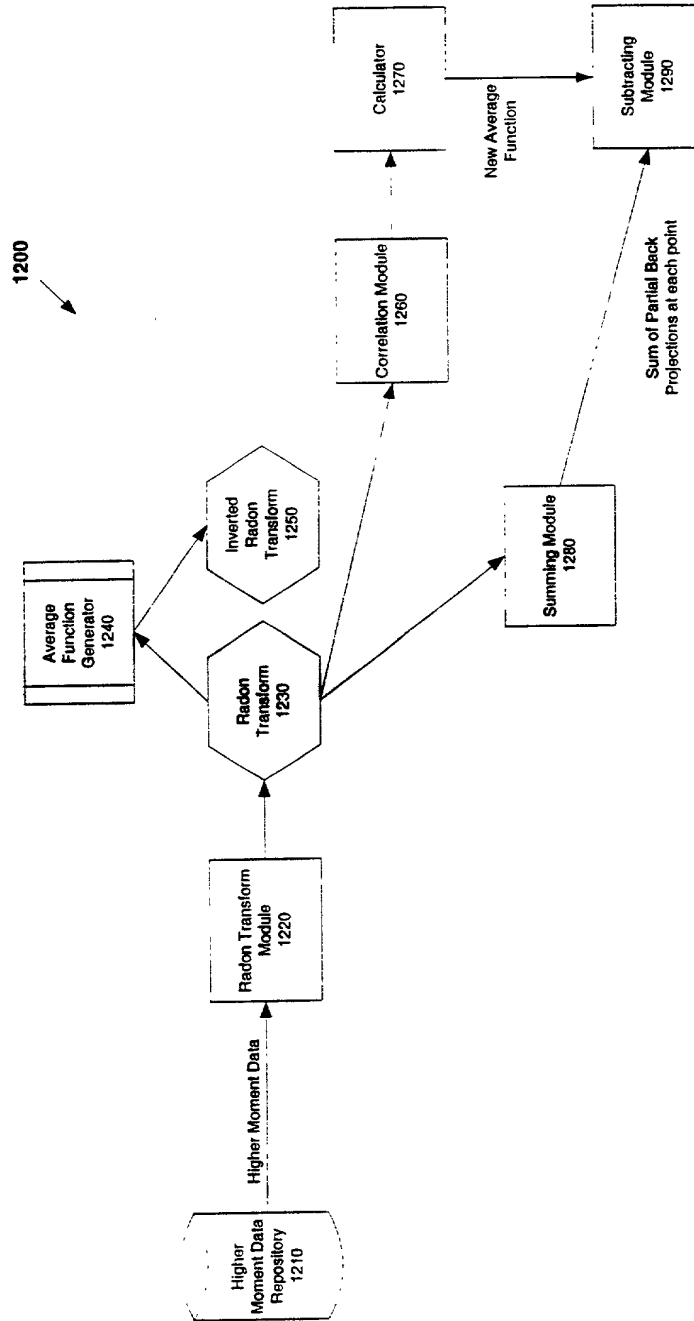 1200
Higher
Moment Data
Repository
1210
Higher Moment Data
Radon Transform
Module
1220
Radon
Transform
1230
Average
Function
Generator
1240
Inverted
Radon
Transform
1250
Correlation Module
1260
Calculator
1270
New Average
Function
Summing Module
1280
Sum of Partial Back
Projections at each point
Subtracting
Module
1290